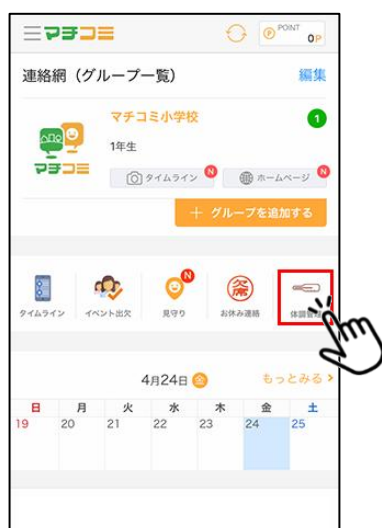 マチコミ
POINT
0P
連絡網（グループ一覧） 編集
マチコミ小学校
1
1年生
マチコミ
タイムライン N ホームページ N
＋ グループを追加する
N
欠席
タイムライン イベント出欠 見守り お休み連絡 体調管理
4月24日 金 もっとみる >
日 月 火 水 木 金 土
19 20 21 22 23 24 25